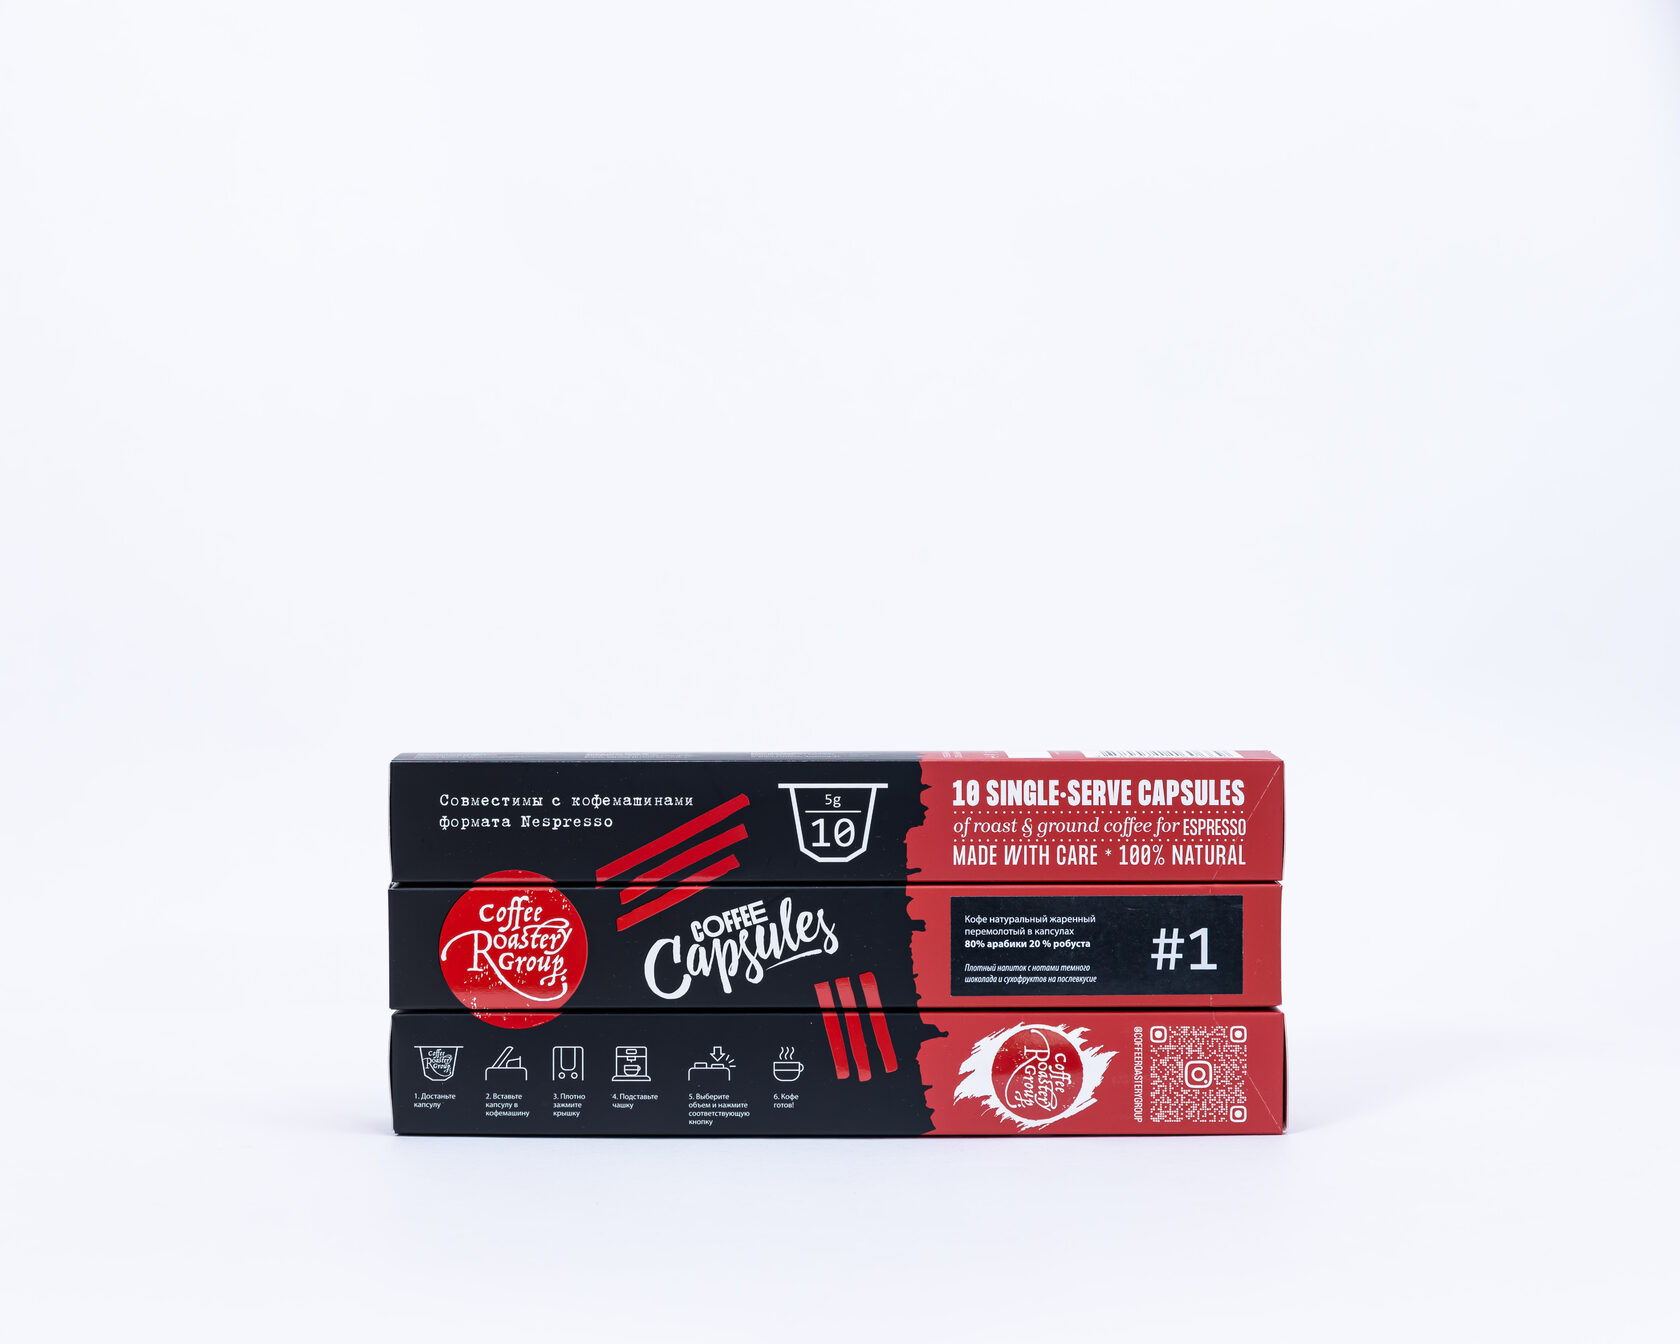 Совместимы с кофемашинами
формата Nespresso
5g
10
10 SINGLE·SERVE CAPSULES
of roast & ground coffee for ESPRESSO
MADE WITH CARE * 100% NATURAL
Coffee
Roastery
Group
COFFEE
Capsules
Кофе натуральный жаренный
перемолотый в капсулах
80% арабики 20 % робуста
Плотный напиток с нотами темного
шоколада и сухофруктов на послевкусие
#1
Coffee
Roastery
Group
1. Достаньте
капсулу
2. Вставьте
капсулу в
кофемашину
3. Плотно
зажмите
крышку
4. Подставьте
чашку
5. Выберите
объем и нажмите
соответствующую
кнопку
6. Кофе
готов!
Coffee
Roastery
Group
@COFFEEROASTERYGROUP